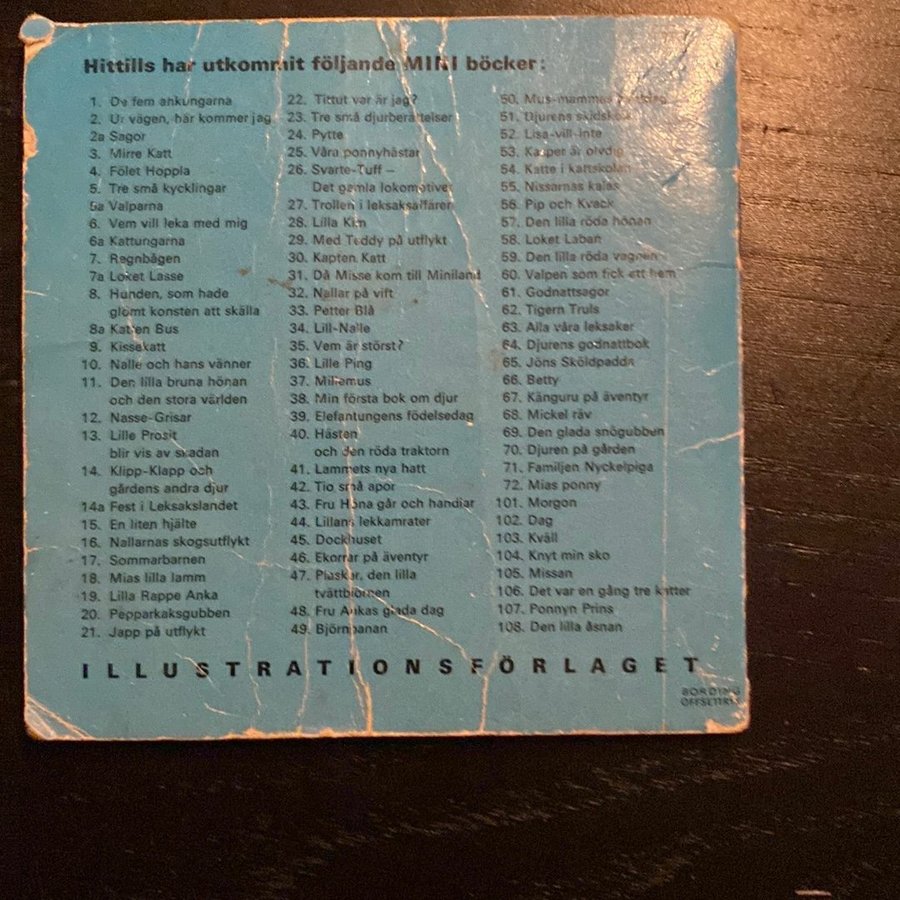 Hittills har utkommit följande MINI böcker:
1. De fem ankungarna
2. Ur vägen, här kommer jag
2a Sagor
3. Mirre Katt
4. Fölet Hoppla
5. Tre små kycklingar
5a Valparna
6. Vem vill leka med mig
6a Kattungarna
7. Regnbågen
7a Loket Lasse
8. Hunden, som hade
glömt konsten att skälla
8a Katten Bus
9. Kissekatt
10. Nalle och hans vänner
11. Den lilla bruna hönan
och den stora världen
12. Nasse-Grisar
13. Lille Prosit
blir vis av skadan
14. Klipp-Klapp och
gårdens andra djur
14a Fest i Leksakslandet
15. En liten hjälte
16. Nallarnas skogsutflykt
17. Sommarbarnen
18. Mias lilla lamm
19. Lilla Rappe Anka
20. Pepparkaksgubben
21. Japp på utflykt
22. Tittut var är jag?
23. Tre små djurberättelser
24. Pytte
25. Våra ponnyhästar
26. Svarte-Tuff –
Det gamla lokomotivet
27. Trollen i leksaksaffären
28. Lilla Kim
29. Med Teddy på utflykt
30. Kapten Katt
31. Då Misse kom till Miniland
32. Nallar på vift
33. Petter Blå
34. Lill-Nalle
35. Vem är störst?
36. Lille Ping
37. Milismus
38. Min första bok om djur
39. Elefantungens födelsedag
40. Hästen
och den röda traktorn
41. Lammets nya hatt
42. Tio små apor
43. Fru Höna går och handlar
44. Lillans lekkamrater
45. Dockhuset
46. Ekorrar på äventyr
47. Plaskar, den lilla
tvättbjörnen
48. Fru Ankas glada dag
49. Björnbanan
50. Mus-mammas
51. Djurens skidskola
52. Lisa-vill-inte
53. Kasper är olydig
54. Katte i kattskolan
55. Nissarnas kalas
56. Pip och Kvack
57. Den lilla röda hönan
58. Loket Laban
59. Den lilla röda vagnen
60. Valpen som fick ett hem
61. Godnattsagor
62. Tigern Truls
63. Alla våra leksaker
64. Djurens godnattbok
65. Jöns Sköldpadda
66. Betty
67. Känguru på äventyr
68. Mickel räv
69. Den glada snögubben
70. Djuren på gården
71. Familjen Nyckelpiga
72. Mias ponny
101. Morgon
102. Dag
103. Kväll
104. Knyt min sko
105. Missan
106. Det var en gång tre katter
107. Ponnyn Prins
108. Den lilla åsnan
ILLUSTRATIONSFÖRLAGET
BORDING
OFFSETTRYK